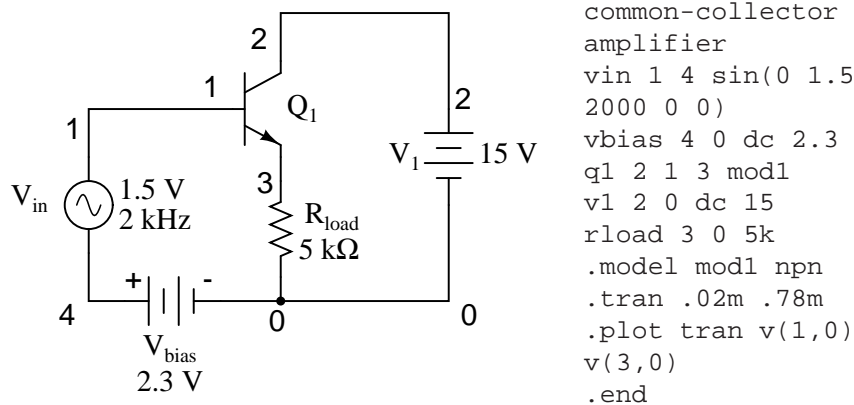 2
1
Q1
1
2
V1
15 V
Vin
1.5 V
2 kHz
3
Rload
5 kΩ
+
-
4
0
0
Vbias
2.3 V
common-collector
amplifier
vin 1 4 sin(0 1.5
2000 0 0)
vbias 4 0 dc 2.3
q1 2 1 3 mod1
v1 2 0 dc 15
rload 3 0 5k
.model mod1 npn
.tran .02m .78m
.plot tran v(1,0)
v(3,0)
.end